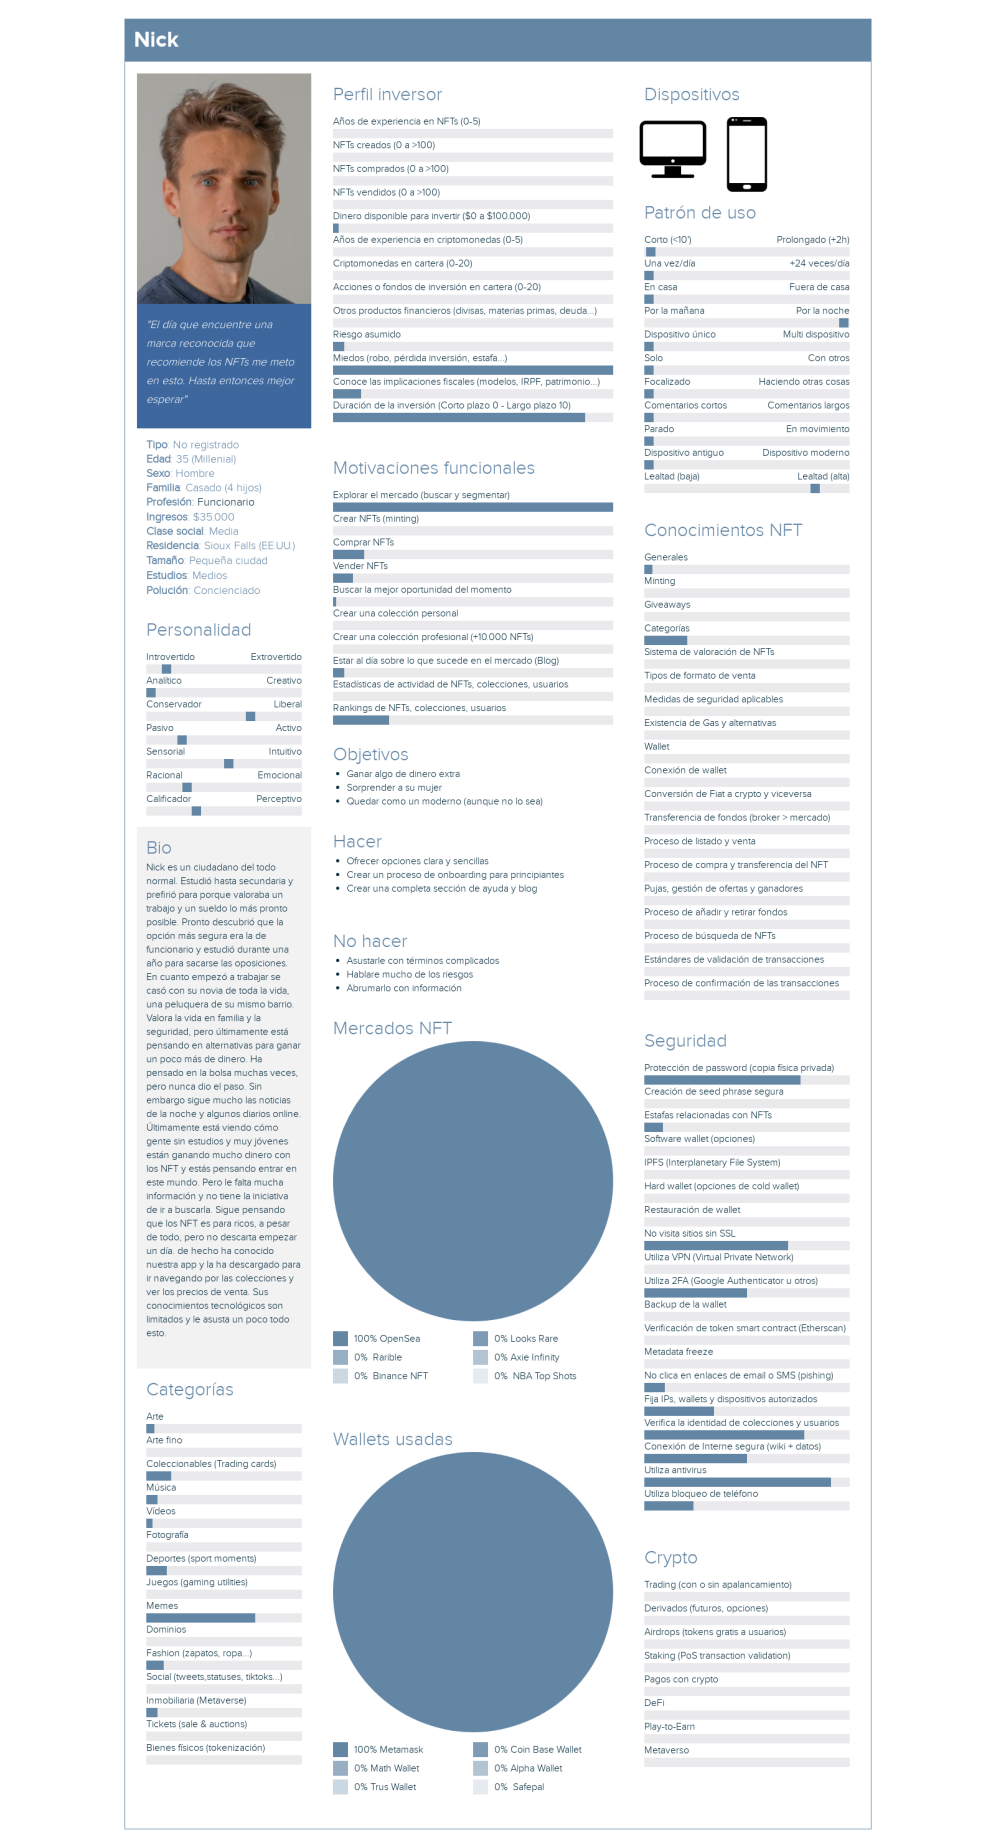 Nick
"El día que encuentre una
marca reconocida que
recomiende los NFTs me meto
en esto. Hasta entonces mejor
esperar"
Tipo: No registrado
Edad: 35 (Millenial)
Sexo: Hombre
Familia: Casado (4 hijos)
Profesión: Funcionario
Ingresos: $35.000
Clase social: Media
Residencia: Sioux Falls (EE.UU.)
Tamaño: Pequeña ciudad
Estudios: Medios
Polución: Concienciado
Personalidad
Introvertido Extrovertido
Analítico Creativo
Conservador Liberal
Pasivo Activo
Sensorial Intuitivo
Racional Emocional
Calificador Perceptivo
Bio
Nick es un ciudadano del todo
normal. Estudió hasta secundaria y
prefirió para porque valoraba un
trabajo y un sueldo lo más pronto
posible. Pronto descubrió que la
opción más segura era la de
funcionario y estudió durante una
año para sacarse las oposiciones.
En cuanto empezó a trabajar se
casó con su novia de toda la vida,
una peluquera de su mismo barrio.
Valora la vida en familia y la
seguridad, pero últimamente está
pensando en alternativas para ganar
un poco más de dinero. Ha
pensado en la bolsa muchas veces,
pero nunca dio el paso. Sin
embargo sigue mucho las noticias
de la noche y algunos diarios online.
Últimamente está viendo cómo
gente sin estudios y muy jóvenes
están ganando mucho dinero con
los NFT y estás pensando entrar en
este mundo. Pero le falta mucha
información y no tiene la iniciativa
de ir a buscarla. Sigue pensando
que los NFT es para ricos, a pesar
de todo, pero no descarta empezar
un día. de hecho ha conocido
nuestra app y la ha descargado para
ir navegando por las colecciones y
ver los precios de venta. Sus
conocimientos tecnológicos son
limitados y le asusta un poco todo
esto.
Categorías
Arte
Arte fino
Coleccionables (Trading cards)
Música
Vídeos
Fotografía
Deportes (sport moments)
Juegos (gaming utilities)
Memes
Dominios
Fashion (zapatos, ropa...)
Social (tweets,statuses, tiktoks...)
Inmobiliaria (Metaverse)
Tickets (sale & auctions)
Bienes físicos (tokenización)
Perfil inversor
Años de experiencia en NFTs (0-5)
NFTs creados (0 a >100)
NFTs comprados (0 a >100)
NFTs vendidos (0 a >100)
Dinero disponible para invertir ($0 a $100.000)
Años de experiencia en criptomonedas (0-5)
Criptomonedas en cartera (0-20)
Acciones o fondos de inversión en cartera (0-20)
Otros productos financieros (divisas, materias primas, deuda...)
Riesgo asumido
Miedos (robo, pérdida inversión, estafa...)
Conoce las implicaciones fiscales (modelos, IRPF, patrimonio...)
Duración de la inversión (Corto plazo 0 - Largo plazo 10)
Motivaciones funcionales
Explorar el mercado (buscar y segmentar)
Crear NFTs (minting)
Comprar NFTs
Vender NFTs
Buscar la mejor oportunidad del momento
Crear una colección personal
Crear una colección profesional (+10.000 NFTs)
Estar al día sobre lo que sucede en el mercado (Blog)
Estadísticas de actividad de NFTs, colecciones, usuarios
Rankings de NFTs, colecciones, usuarios
Objetivos
• Ganar algo de dinero extra
• Sorprender a su mujer
• Quedar como un moderno (aunque no lo sea)
Hacer
• Ofrecer opciones clara y sencillas
• Crear un proceso de onboarding para principiantes
• Crear una completa sección de ayuda y blog
No hacer
• Asustarle con términos complicados
• Hablare mucho de los riesgos
• Abrumarlo con información
Mercados NFT
100% OpenSea 0% Looks Rare
0% Rarible 0% Axie Infinity
0% Binance NFT 0% NBA Top Shots
Wallets usadas
100% Metamask 0% Coin Base Wallet
0% Math Wallet 0% Alpha Wallet
0% Trus Wallet 0% Safepal
Dispositivos
Patrón de uso
Corto (<10') Prolongado (+2h)
Una vez/día +24 veces/día
En casa Fuera de casa
Por la mañana Por la noche
Dispositivo único Multi dispositivo
Solo Con otros
Focalizado Haciendo otras cosas
Comentarios cortos Comentarios largos
Parado En movimiento
Dispositivo antiguo Dispositivo moderno
Lealtad (baja) Lealtad (alta)
Conocimientos NFT
Generales
Minting
Giveaways
Categorías
Sistema de valoración de NFTs
Tipos de formato de venta
Medidas de seguridad aplicables
Existencia de Gas y alternativas
Wallet
Conexión de wallet
Conversión de Fiat a crypto y viceversa
Transferencia de fondos (broker > mercado)
Proceso de listado y venta
Proceso de compra y transferencia del NFT
Pujas, gestión de ofertas y ganadores
Proceso de añadir y retirar fondos
Proceso de búsqueda de NFTs
Estándares de validación de transacciones
Proceso de confirmación de las transacciones
Seguridad
Protección de password (copia física privada)
Creación de seed phrase segura
Estafas relacionadas con NFTs
Software wallet (opciones)
IPFS (Interplanetary File System)
Hard wallet (opciones de cold wallet)
Restauración de wallet
No visita sitios sin SSL
Utiliza VPN (Virtual Private Network)
Utiliza 2FA (Google Authenticator u otros)
Backup de la wallet
Verificación de token smart contract (Etherscan)
Metadata freeze
No clica en enlaces de email o SMS (pishing)
Fija IPs, wallets y dispositivos autorizados
Verifica la identidad de colecciones y usuarios
Conexión de Interne segura (wiki + datos)
Utiliza antivirus
Utiliza bloqueo de teléfono
Crypto
Trading (con o sin apalancamiento)
Derivados (futuros, opciones)
Airdrops (tokens gratis a usuarios)
Staking (PoS transaction validation)
Pagos con crypto
DeFi
Play-to-Earn
Metaverso